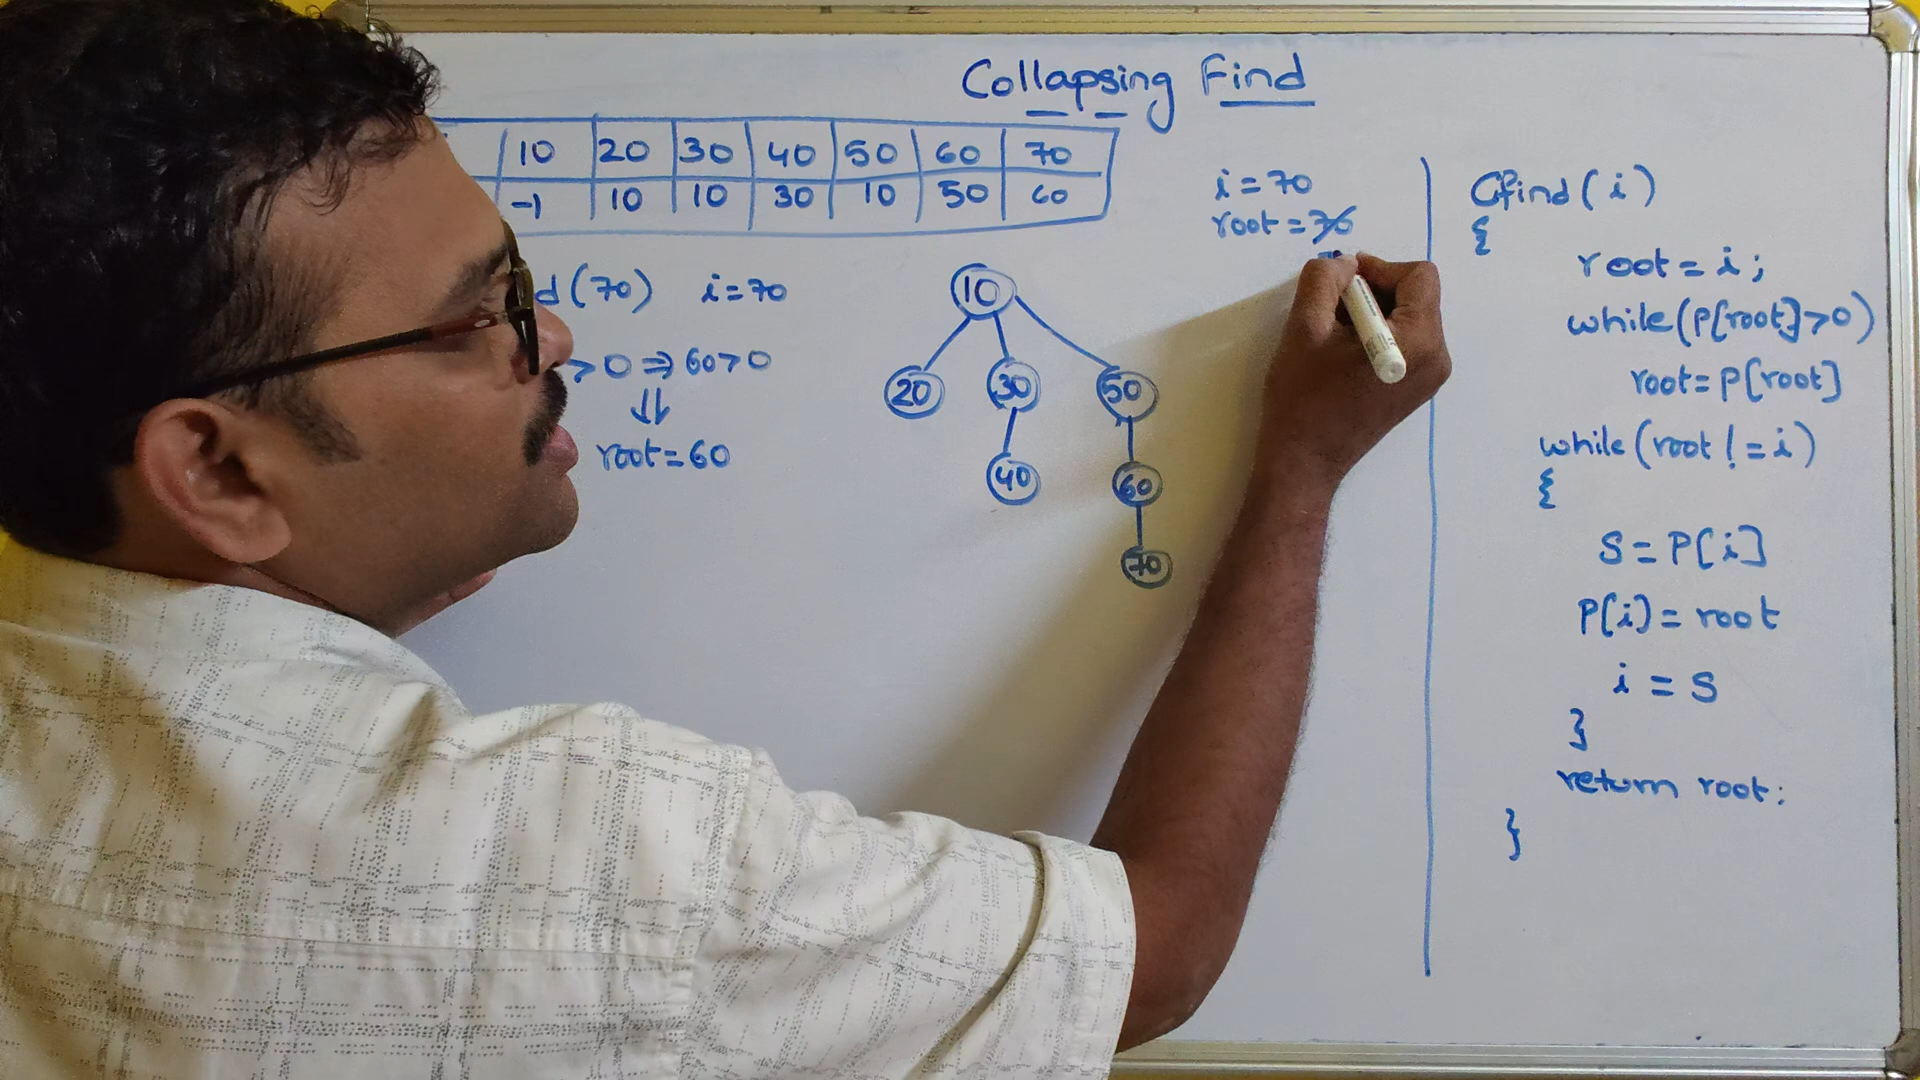 Collapsing Find
10 20 30 40 50 60 70
-1 10 10 30 10 50 60
d(70) i=70
>0 ⇒ 60>0
⇓
root=60
10
20 30 50
40 60
70
i=70
root=70
Cfind(i)
{
root=i;
while(P[root]>0)
root=P[root]
while(root!=i)
{
S=P[i]
P[i]=root
i=S
}
return root;
}